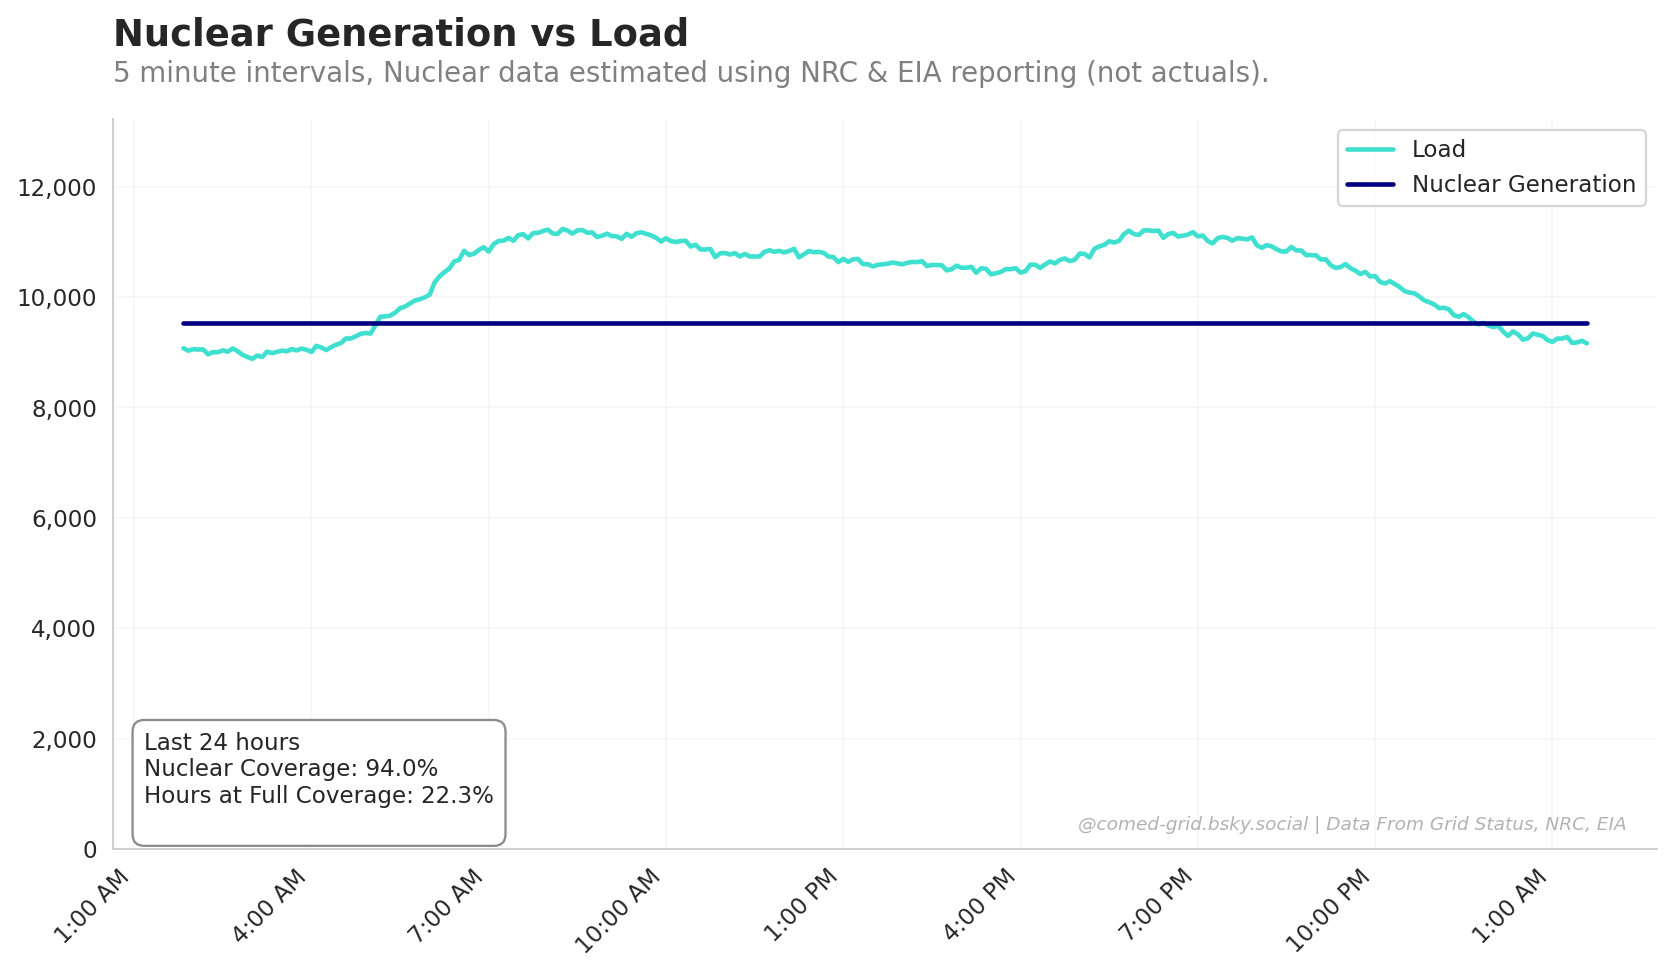 Nuclear Generation vs Load
5 minute intervals, Nuclear data estimated using NRC & EIA reporting (not actuals).
Load
Nuclear Generation
12,000
10,000
8,000
6,000
4,000
2,000
0
Last 24 hours
Nuclear Coverage: 94.0%
Hours at Full Coverage: 22.3%
@comed-grid.bsky.social | Data From Grid Status, NRC, EIA
1:00 AM
4:00 AM
7:00 AM
10:00 AM
1:00 PM
4:00 PM
7:00 PM
10:00 PM
1:00 AM